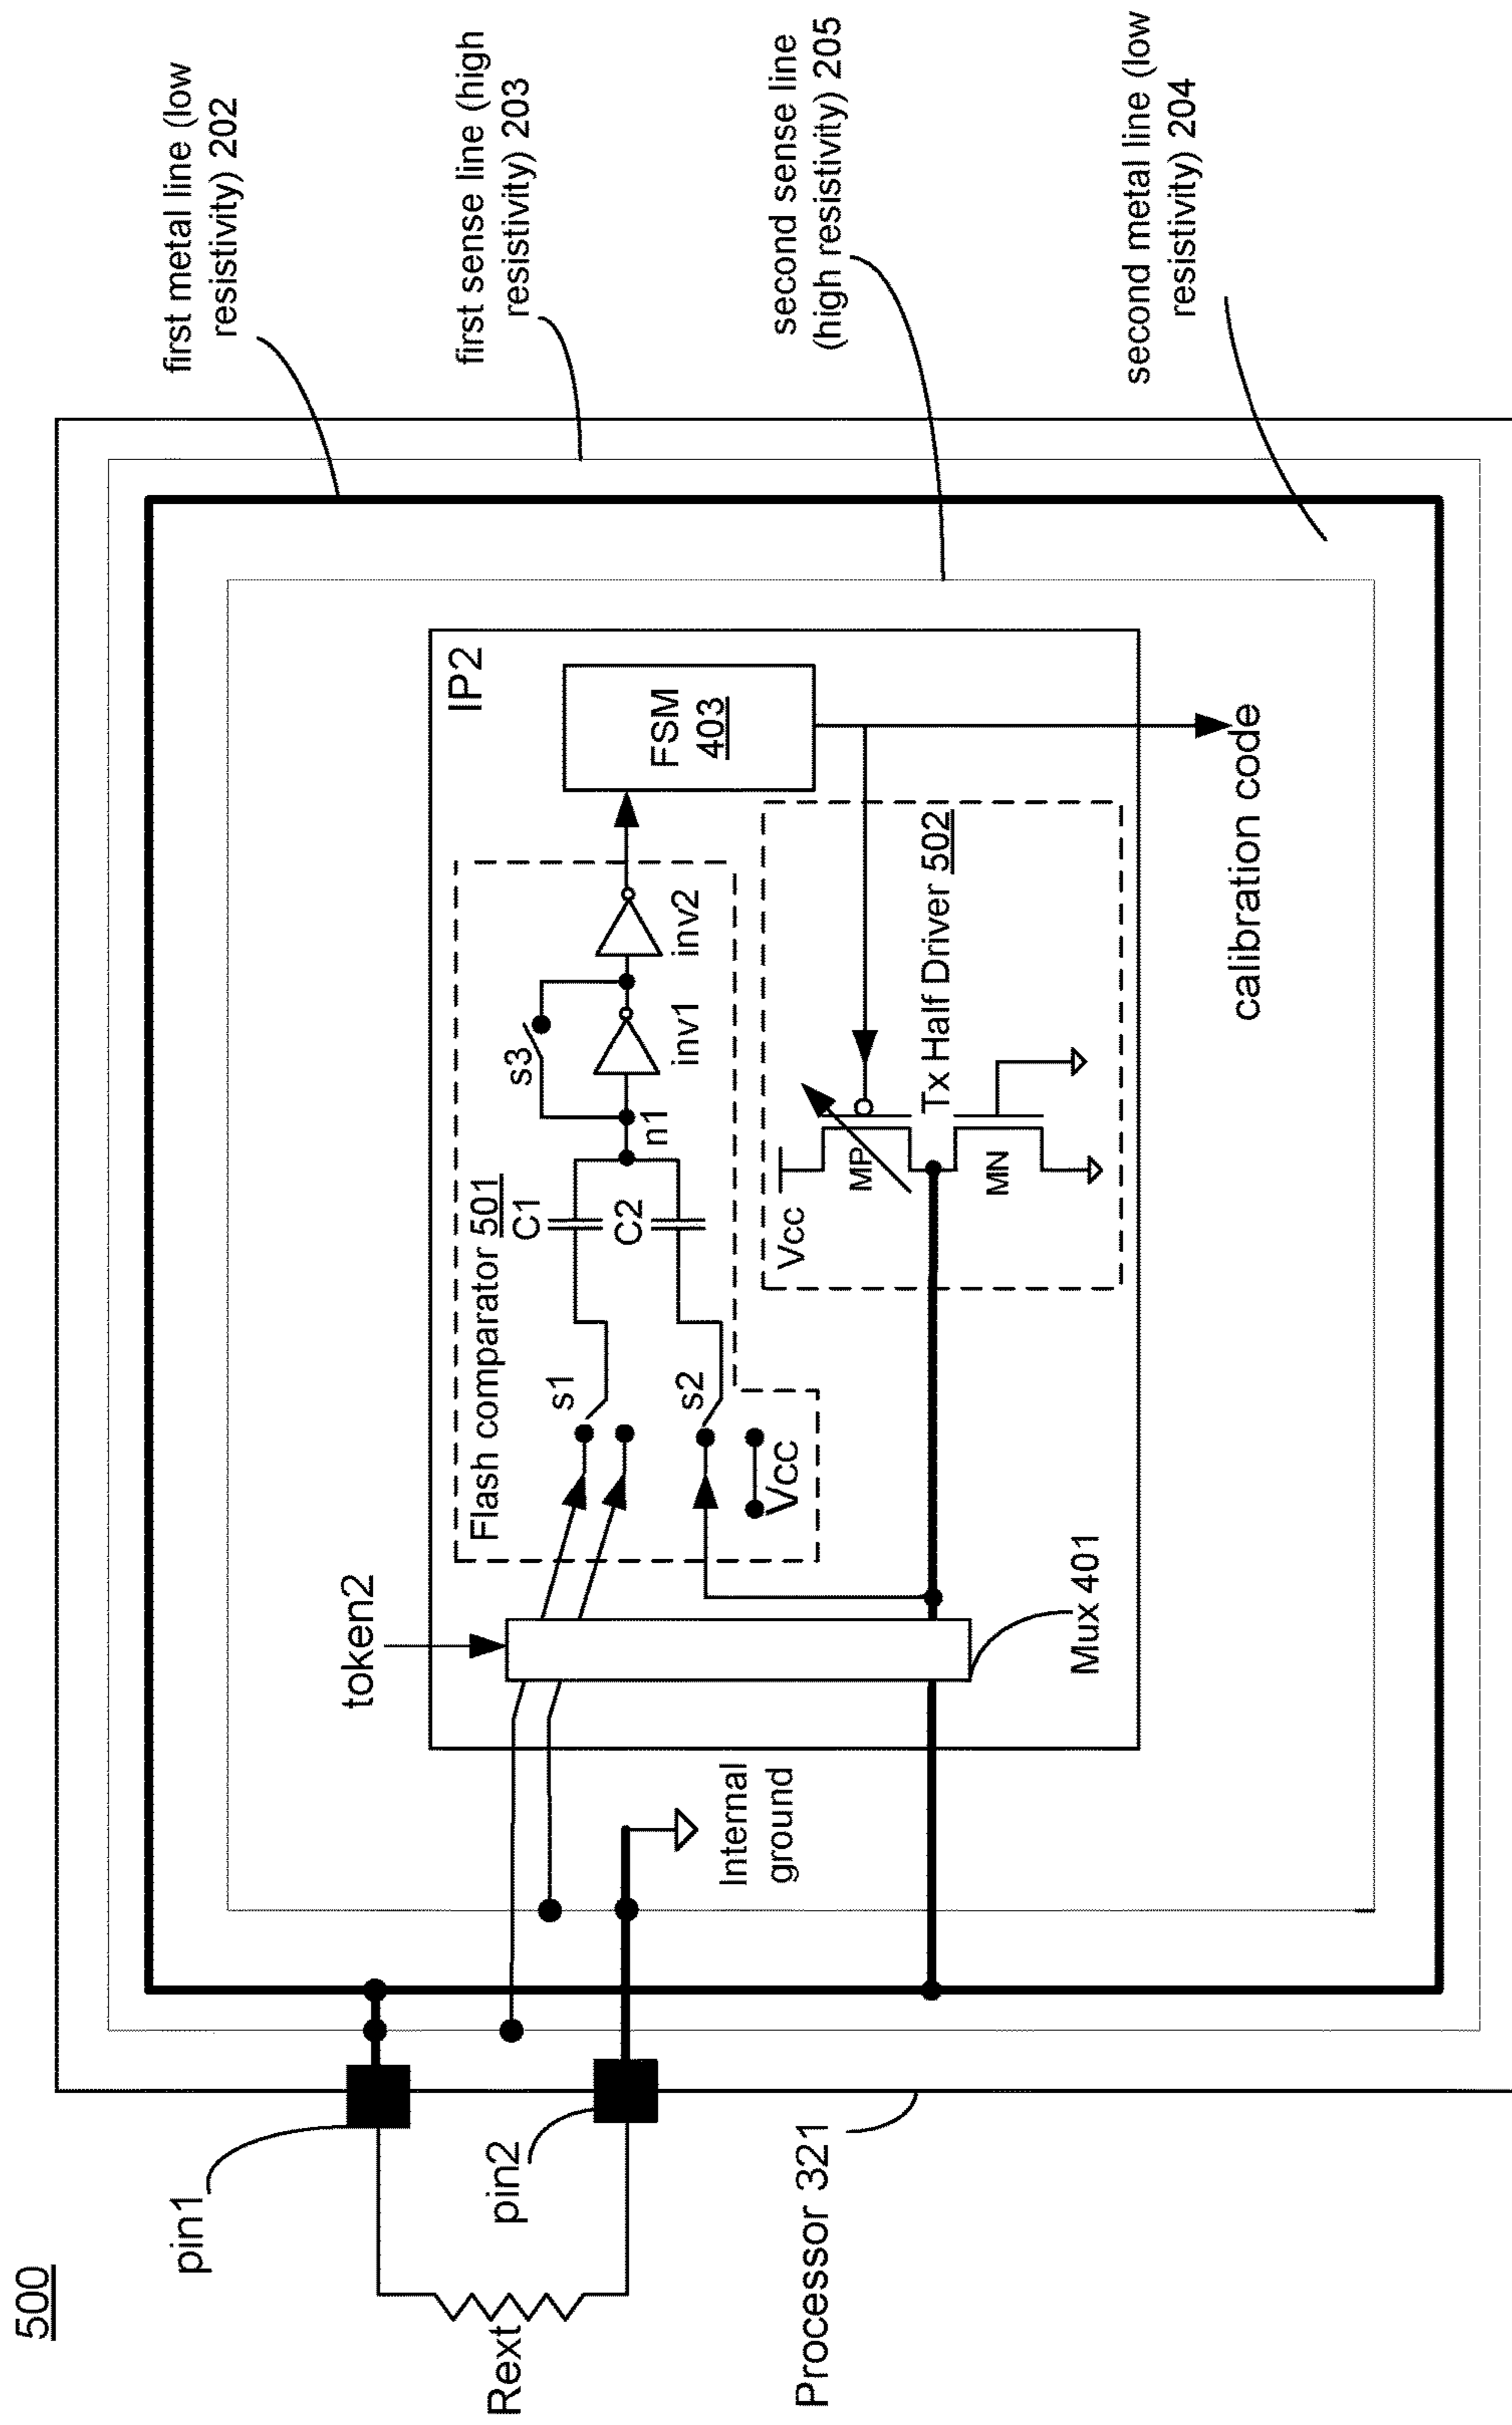 500
first metal line (low
resistivity) 202
first sense line (high
resistivity) 203
second sense line
(high resistivity) 205
second metal line (low
resistivity) 204
pin1
pin2
Rext
Processor 321
token2
IP2
Flash comparator 501
s1
s2
s3
C1
C2
n1
inv1
inv2
Vcc
FSM
403
Internal
ground
Mux 401
Vcc
MP
MN
Tx Half Driver 502
calibration code